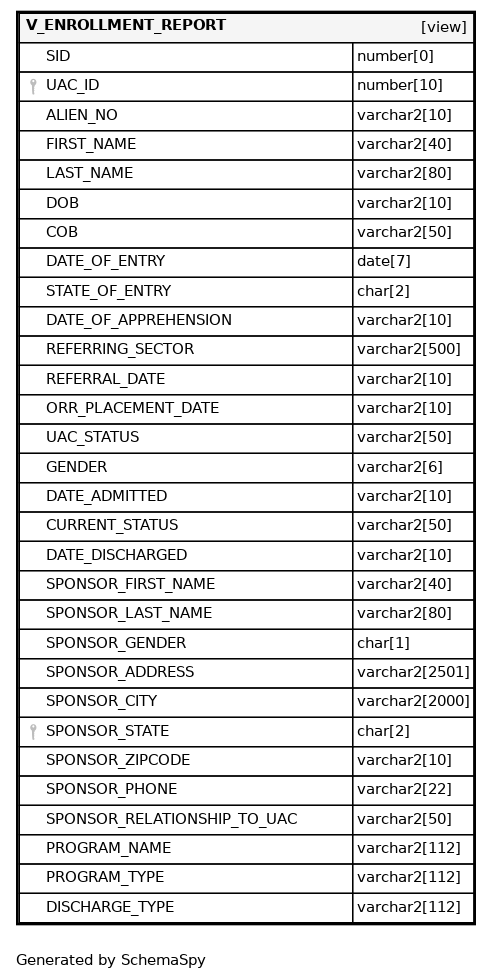 V_ENROLLMENT_REPORT [view]
SID number[0]
UAC_ID number[10]
ALIEN_NO varchar2[10]
FIRST_NAME varchar2[40]
LAST_NAME varchar2[80]
DOB varchar2[10]
COB varchar2[50]
DATE_OF_ENTRY date[7]
STATE_OF_ENTRY char[2]
DATE_OF_APPREHENSION varchar2[10]
REFERRING_SECTOR varchar2[500]
REFERRAL_DATE varchar2[10]
ORR_PLACEMENT_DATE varchar2[10]
UAC_STATUS varchar2[50]
GENDER varchar2[6]
DATE_ADMITTED varchar2[10]
CURRENT_STATUS varchar2[50]
DATE_DISCHARGED varchar2[10]
SPONSOR_FIRST_NAME varchar2[40]
SPONSOR_LAST_NAME varchar2[80]
SPONSOR_GENDER char[1]
SPONSOR_ADDRESS varchar2[2501]
SPONSOR_CITY varchar2[2000]
SPONSOR_STATE char[2]
SPONSOR_ZIPCODE varchar2[10]
SPONSOR_PHONE varchar2[22]
SPONSOR_RELATIONSHIP_TO_UAC varchar2[50]
PROGRAM_NAME varchar2[112]
PROGRAM_TYPE varchar2[112]
DISCHARGE_TYPE varchar2[112]
Generated by SchemaSpy